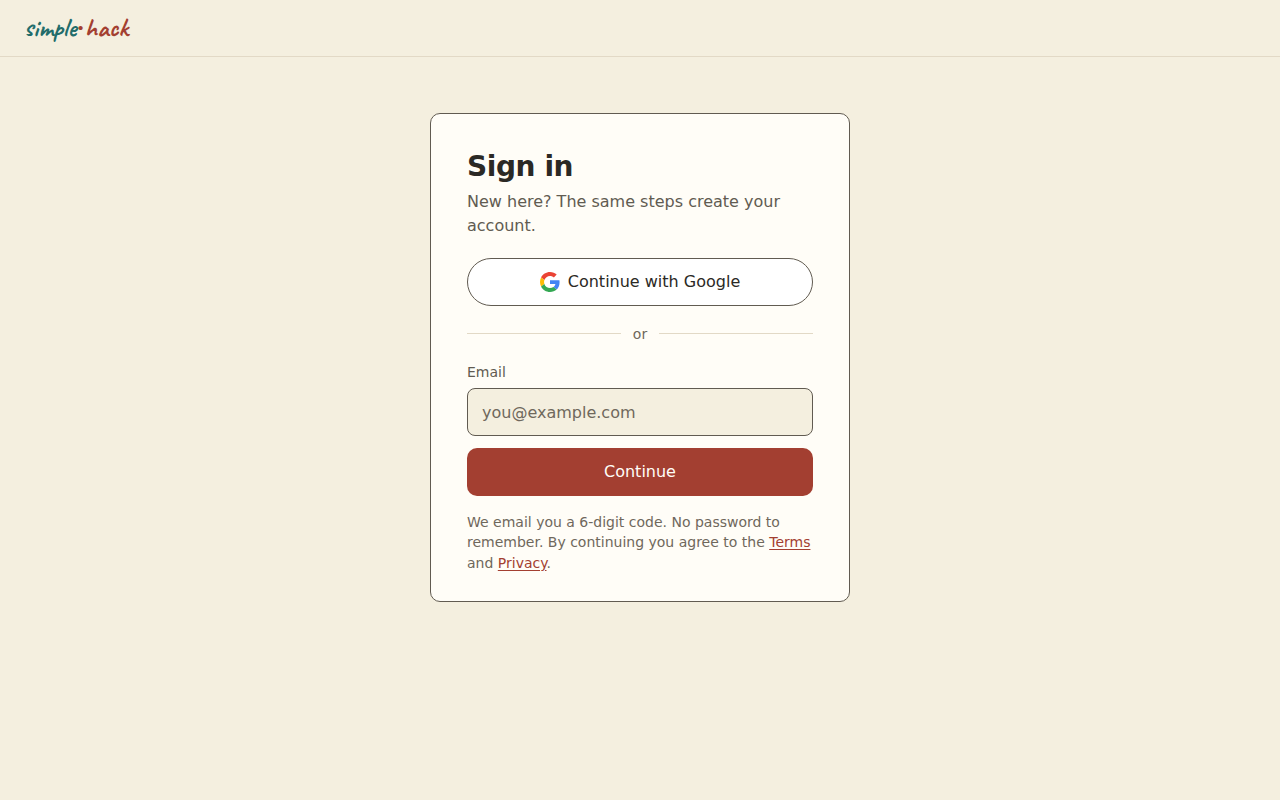 simple•hack
Sign in
New here? The same steps create your
account.
Continue with Google
or
Email
you@example.com
Continue
We email you a 6-digit code. No password to
remember. By continuing you agree to the Terms
and Privacy.